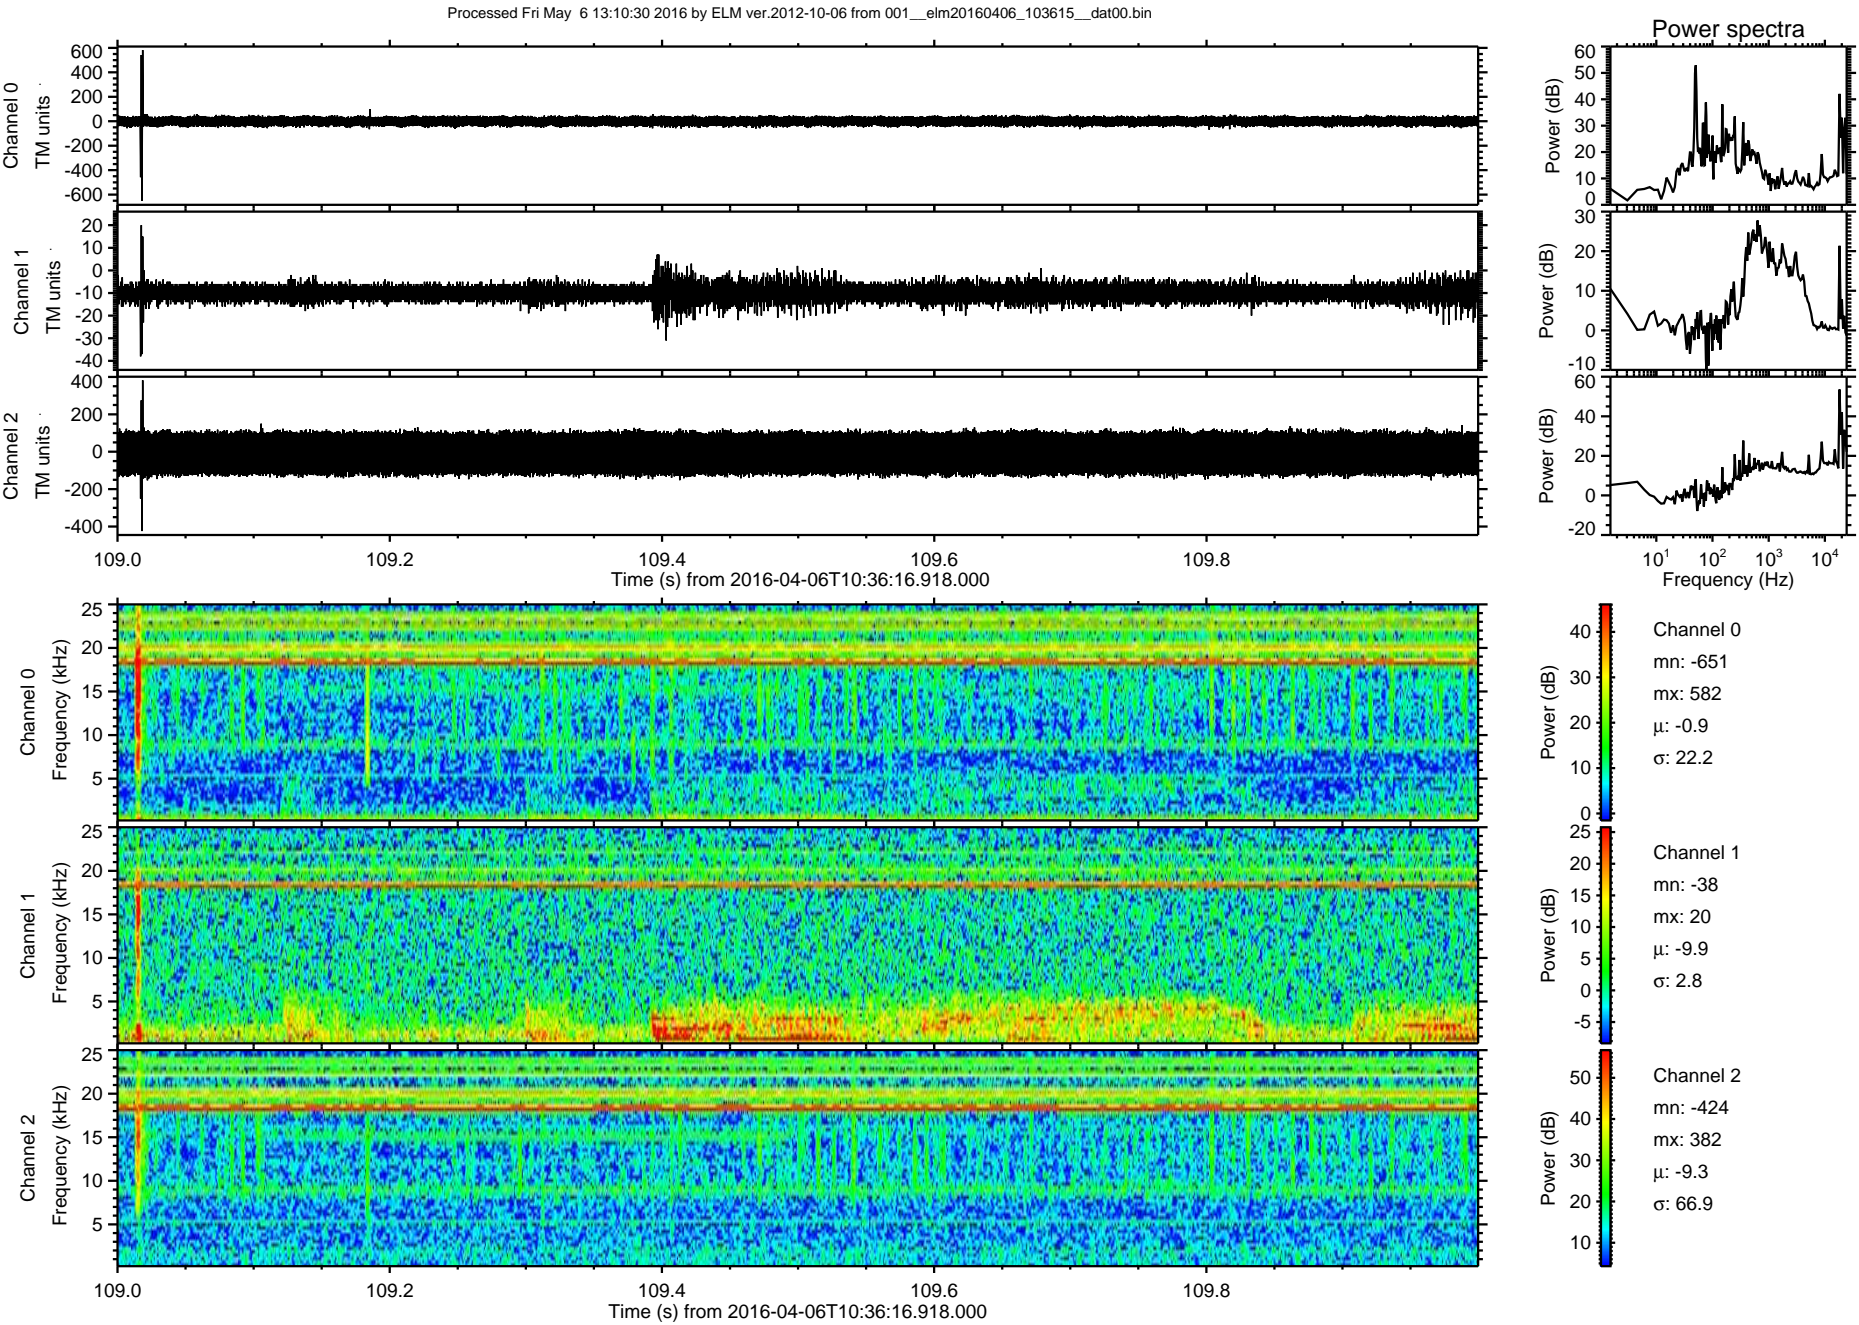 Processed Fri May  6 13:10:30 2016 by ELM ver.2012-10-06 from 001__elm20160406_103615__dat00.bin
Power spectra
Channel 0
TM units
600
400
200
0
-200
-400
-600
Power (dB)
60
50
40
30
20
10
0
Channel 1
TM units
20
10
0
-10
-20
-30
-40
Power (dB)
30
20
10
0
-10
Channel 2
TM units
400
200
0
-200
-400
Power (dB)
60
40
20
0
-20
109.0 109.2 109.4 109.6 109.8
Time (s) from 2016-04-06T10:36:16.918.000
10¹ 10² 10³ 10⁴
Frequency (Hz)
Channel 0
Frequency (kHz)
25
20
15
10
5
Power (dB)
40
30
20
10
0
Channel 0
mn: -651
mx: 582
μ: -0.9
σ: 22.2
Channel 1
Frequency (kHz)
25
20
15
10
5
Power (dB)
25
20
15
10
5
0
-5
Channel 1
mn: -38
mx: 20
μ: -9.9
σ: 2.8
Channel 2
Frequency (kHz)
25
20
15
10
5
Power (dB)
50
40
30
20
10
Channel 2
mn: -424
mx: 382
μ: -9.3
σ: 66.9
109.0 109.2 109.4 109.6 109.8
Time (s) from 2016-04-06T10:36:16.918.000